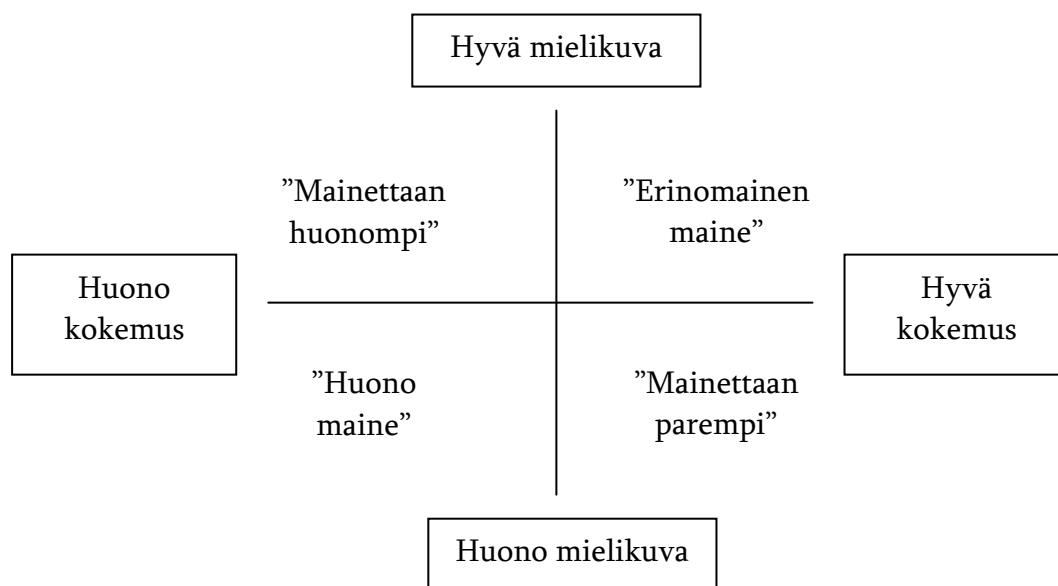 Hyvä mielikuva
”Mainettaan
huonompi”
”Erinomainen
maine”
Huono
kokemus
Hyvä
kokemus
”Huono
maine”
”Mainettaan
parempi”
Huono mielikuva